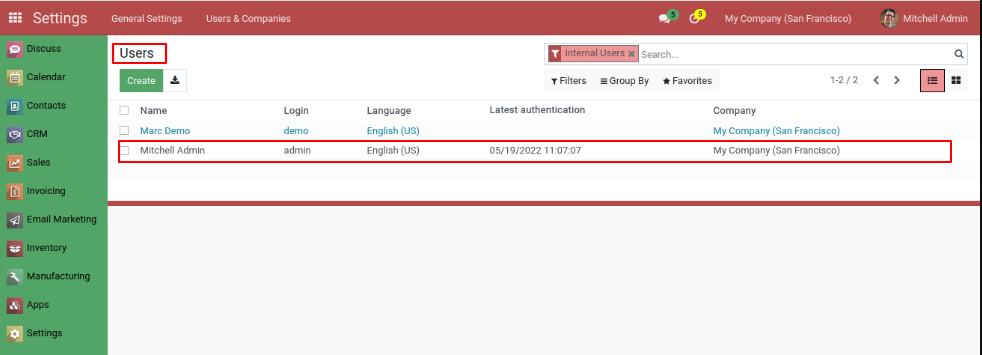 Settings General Settings Users & Companies 5 5 My Company (San Francisco) Mitchell Admin
Discuss
Calendar
Contacts
CRM
Sales
Invoicing
Email Marketing
Inventory
Manufacturing
Apps
Settings
Users
Internal Users × Search...
Create
Filters Group By Favorites 1-2 / 2
Name Login Language Latest authentication Company
Marc Demo demo English (US) My Company (San Francisco)
Mitchell Admin admin English (US) 05/19/2022 11:07:07 My Company (San Francisco)